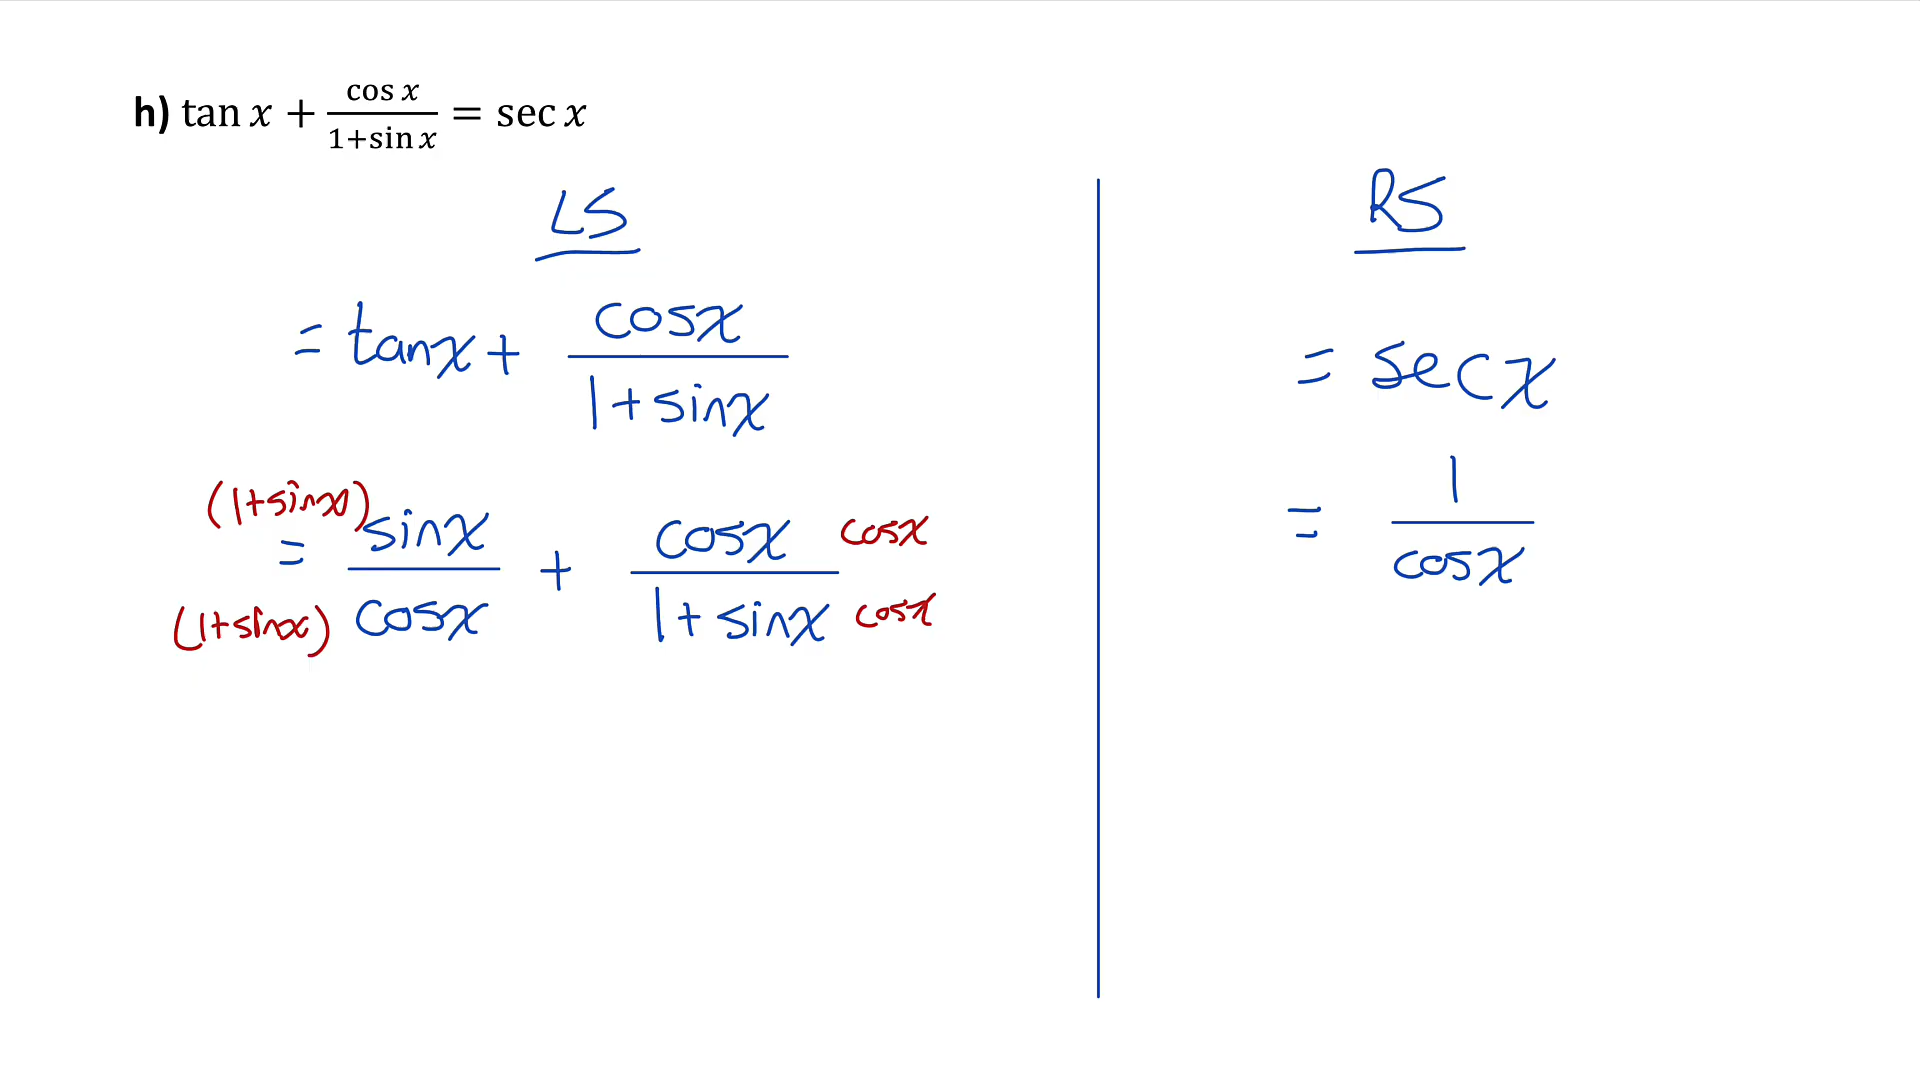 h) tan x + cos x / 1+sin x = sec x
LS
= tanx + cosx / 1+sinx
(1+sinx) sinx / (1+sinx) cosx + cosx cosx / 1+sinx cosx
=
RS
= secx
= 1 / cosx